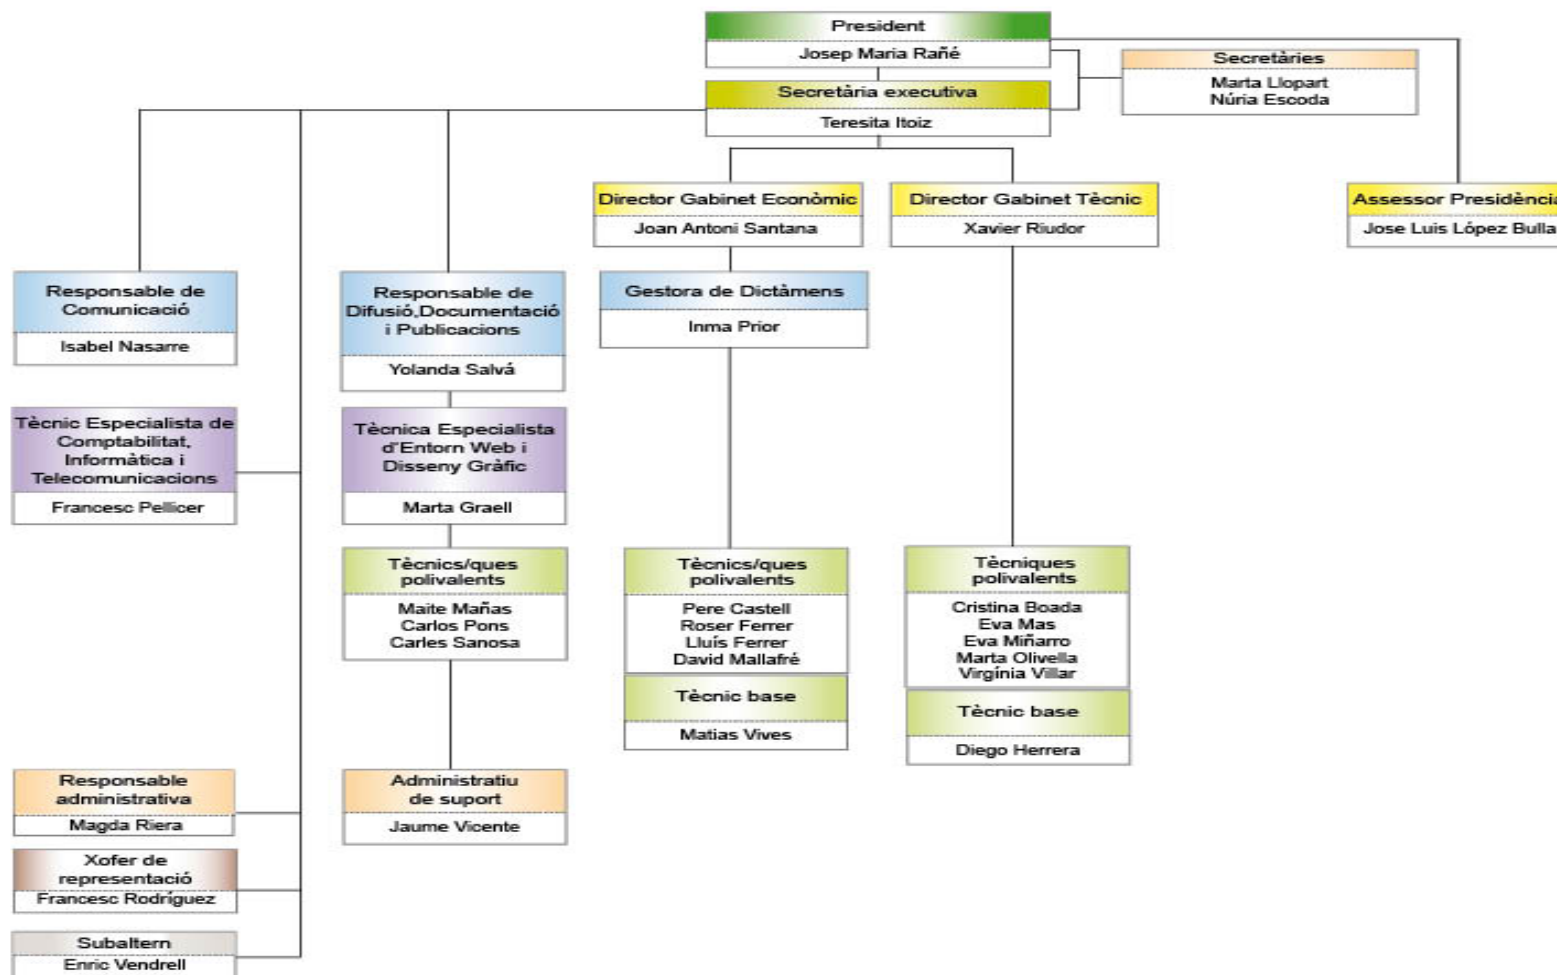 President
Josep Maria Rañé
Secretàries
Marta Llopart
Núria Escoda
Secretària executiva
Teresita Itoiz
Director Gabinet Econòmic
Joan Antoni Santana
Director Gabinet Tècnic
Xavier Riudor
Assessor Presidència
Jose Luis López Bulla
Responsable de
Comunicació
Isabel Nasarre
Responsable de
Difusió,Documentació
i Publicacions
Yolanda Salvá
Gestora de Dictàmens
Inma Prior
Tècnic Especialista de
Comptabilitat,
Informàtica i
Telecomunicacions
Francesc Pellicer
Tècnica Especialista
d'Entorn Web i
Disseny Gràfic
Marta Graell
Tècnics/ques
polivalents
Maite Mañas
Carlos Pons
Carles Sanosa
Tècnics/ques
polivalents
Pere Castell
Roser Ferrer
Lluís Ferrer
David Mallafré
Tècnic base
Matias Vives
Tècniques
polivalents
Cristina Boada
Eva Mas
Eva Miñarro
Marta Olivella
Virgínia Villar
Tècnic base
Diego Herrera
Responsable
administrativa
Magda Riera
Administratiu
de suport
Jaume Vicente
Xofer de
representació
Francesc Rodríguez
Subaltern
Enric Vendrell